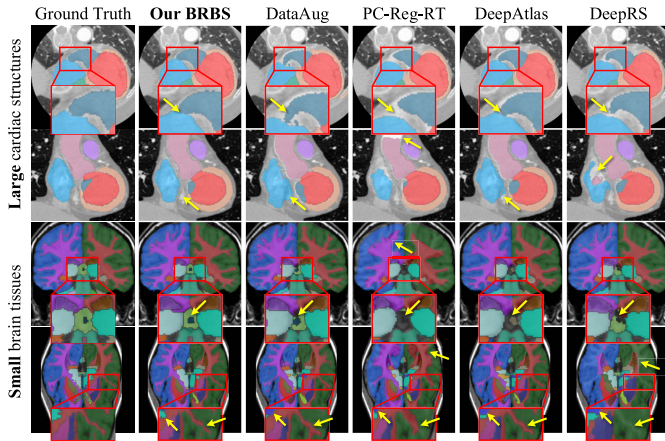 Ground Truth
Our BRBS
DataAug
PC-Reg-RT
DeepAtlas
DeepRS
Large cardiac structures
Small brain tissues